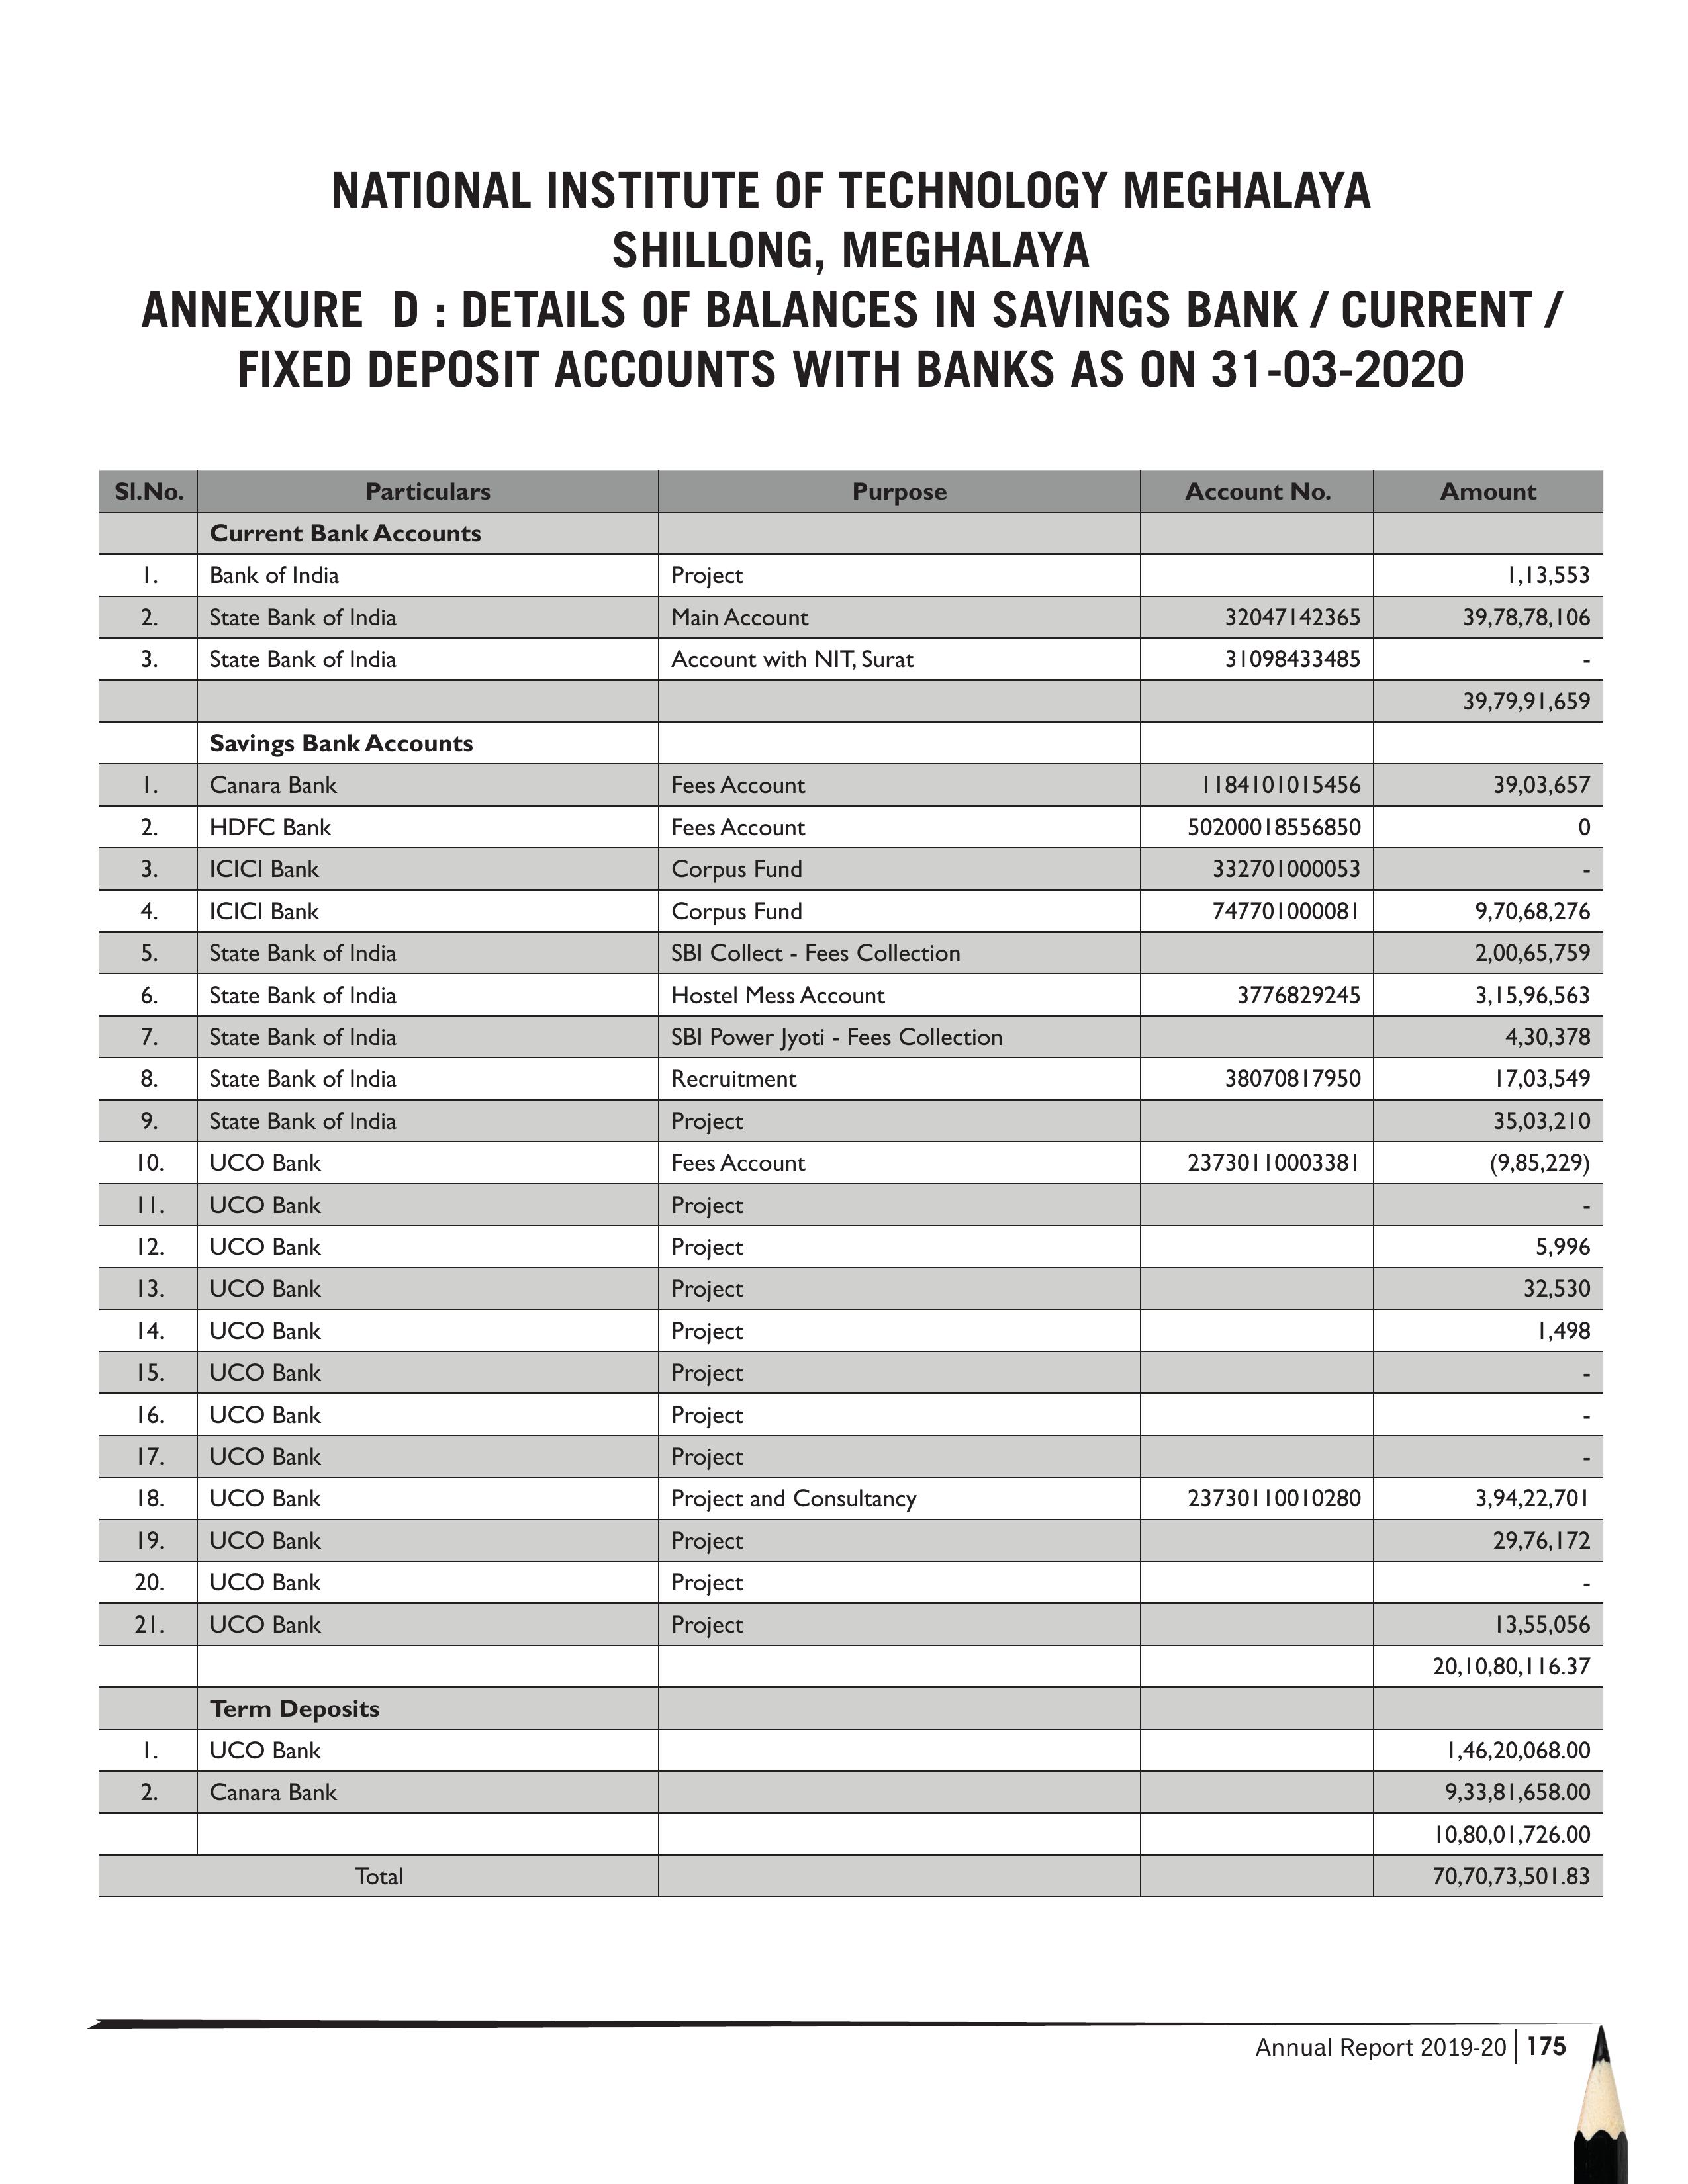 NATIONAL INSTITUTE OF TECHNOLOGY MEGHALAYA
SHILLONG, MEGHALAYA
ANNEXURE D : DETAILS OF BALANCES IN SAVINGS BANK / CURRENT /
FIXED DEPOSIT ACCOUNTS WITH BANKS AS ON 31-03-2020
Sl.No. Particulars Purpose Account No. Amount
Current Bank Accounts
1. Bank of India Project 1,13,553
2. State Bank of India Main Account 32047142365 39,78,78,106
3. State Bank of India Account with NIT, Surat 31098433485 -
39,79,91,659
Savings Bank Accounts
1. Canara Bank Fees Account 1184101015456 39,03,657
2. HDFC Bank Fees Account 50200018556850 0
3. ICICI Bank Corpus Fund 332701000053 -
4. ICICI Bank Corpus Fund 747701000081 9,70,68,276
5. State Bank of India SBI Collect - Fees Collection 2,00,65,759
6. State Bank of India Hostel Mess Account 3776829245 3,15,96,563
7. State Bank of India SBI Power Jyoti - Fees Collection 4,30,378
8. State Bank of India Recruitment 38070817950 17,03,549
9. State Bank of India Project 35,03,210
10. UCO Bank Fees Account 23730110003381 (9,85,229)
11. UCO Bank Project -
12. UCO Bank Project 5,996
13. UCO Bank Project 32,530
14. UCO Bank Project 1,498
15. UCO Bank Project -
16. UCO Bank Project -
17. UCO Bank Project -
18. UCO Bank Project and Consultancy 23730110010280 3,94,22,701
19. UCO Bank Project 29,76,172
20. UCO Bank Project -
21. UCO Bank Project 13,55,056
20,10,80,116.37
Term Deposits
1. UCO Bank 1,46,20,068.00
2. Canara Bank 9,33,81,658.00
10,80,01,726.00
Total 70,70,73,501.83
Annual Report 2019-20 | 175